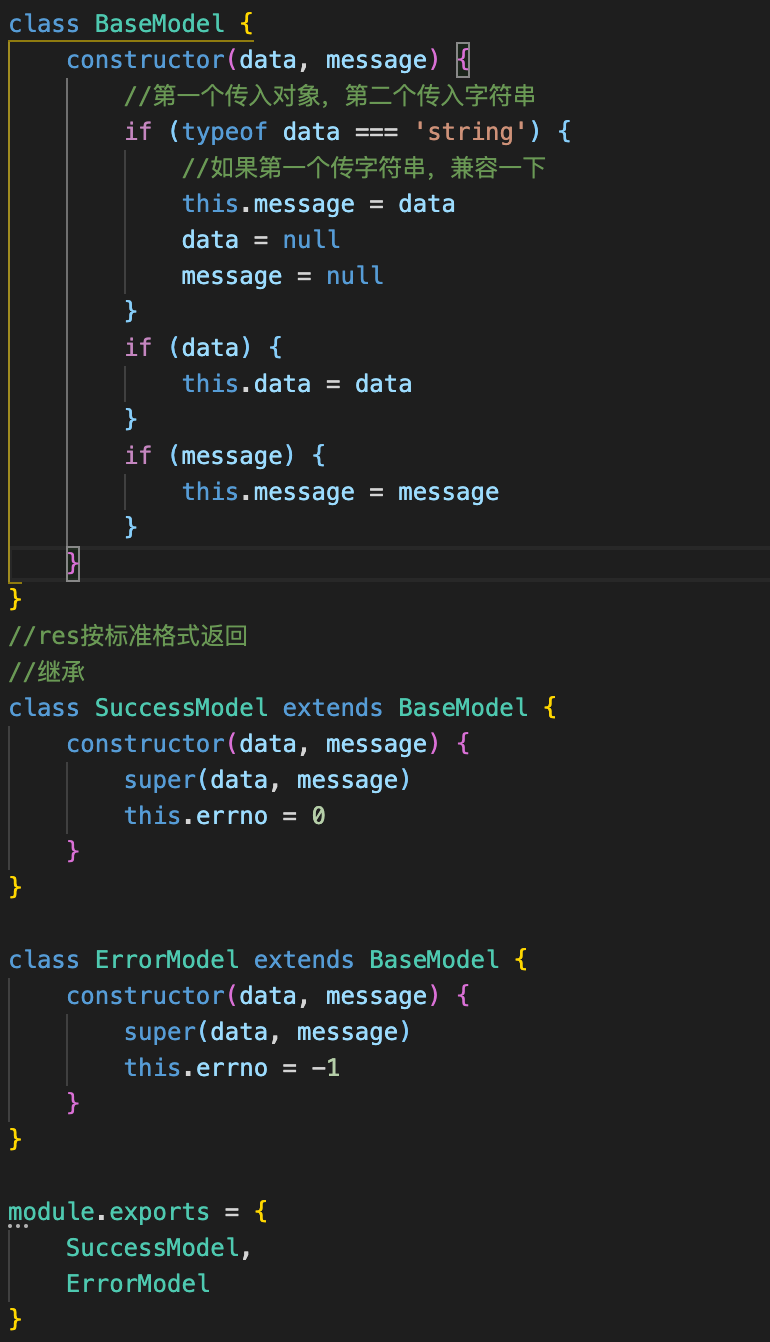 class BaseModel {
    constructor(data, message) {
        //第一个传入对象，第二个传入字符串
        if (typeof data === 'string') {
            //如果第一个传字符串，兼容一下
            this.message = data
            data = null
            message = null
        }
        if (data) {
            this.data = data
        }
        if (message) {
            this.message = message
        }
    }
}
//res按标准格式返回
//继承
class SuccessModel extends BaseModel {
    constructor(data, message) {
        super(data, message)
        this.errno = 0
    }
}

class ErrorModel extends BaseModel {
    constructor(data, message) {
        super(data, message)
        this.errno = -1
    }
}

module.exports = {
    SuccessModel,
    ErrorModel
}